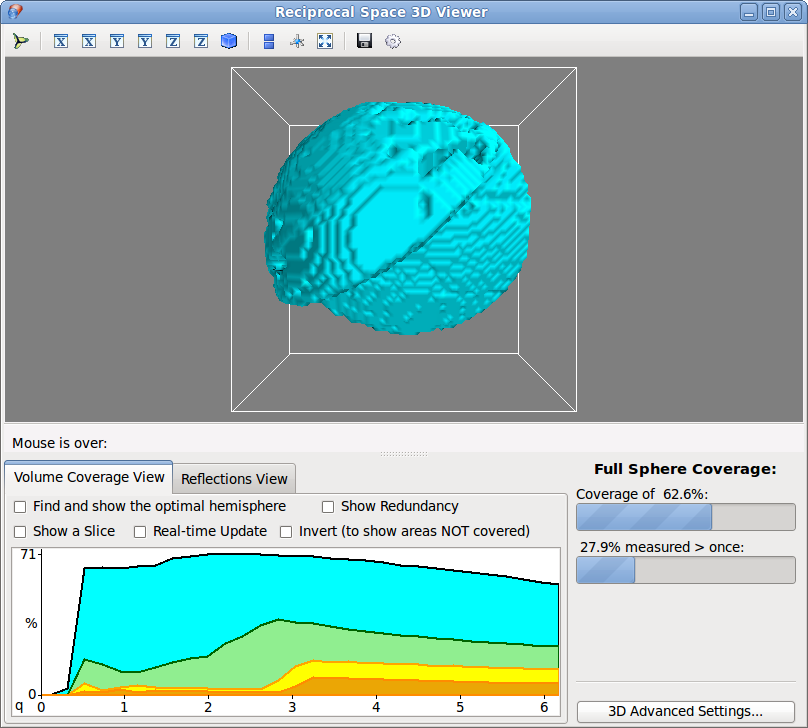 Reciprocal Space 3D Viewer
X X Y Y Z Z
Mouse is over:
Volume Coverage View
Reflections View
Find and show the optimal hemisphere
Show Redundancy
Show a Slice
Real-time Update
Invert (to show areas NOT covered)
71
%
0
q 0 1 2 3 4 5 6
Full Sphere Coverage:
Coverage of 62.6%:
27.9% measured > once:
3D Advanced Settings...